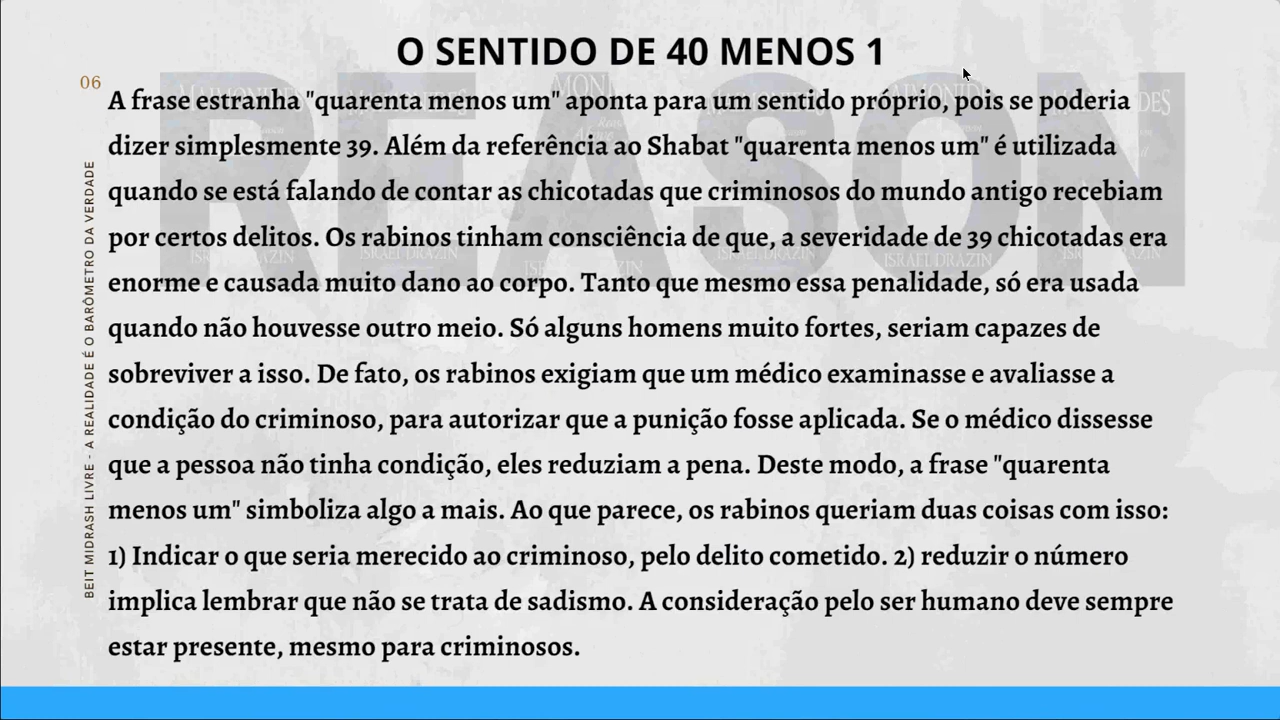 O SENTIDO DE 40 MENOS 1
06
A frase estranha "quarenta menos um" aponta para um sentido próprio, pois se poderia
dizer simplesmente 39. Além da referência ao Shabat "quarenta menos um" é utilizada
quando se está falando de contar as chicotadas que criminosos do mundo antigo recebiam
por certos delitos. Os rabinos tinham consciência de que, a severidade de 39 chicotadas era
enorme e causada muito dano ao corpo. Tanto que mesmo essa penalidade, só era usada
quando não houvesse outro meio. Só alguns homens muito fortes, seriam capazes de
sobreviver a isso. De fato, os rabinos exigiam que um médico examinasse e avaliasse a
condição do criminoso, para autorizar que a punição fosse aplicada. Se o médico dissesse
que a pessoa não tinha condição, eles reduziam a pena. Deste modo, a frase "quarenta
menos um" simboliza algo a mais. Ao que parece, os rabinos queriam duas coisas com isso:
1) Indicar o que seria merecido ao criminoso, pelo delito cometido. 2) reduzir o número
implica lembrar que não se trata de sadismo. A consideração pelo ser humano deve sempre
estar presente, mesmo para criminosos.
BEIT MIDRASH LIVRE - A REALIDADE É O BARÔMETRO DA VERDADE
REASON
ISRAEL DRAZIN